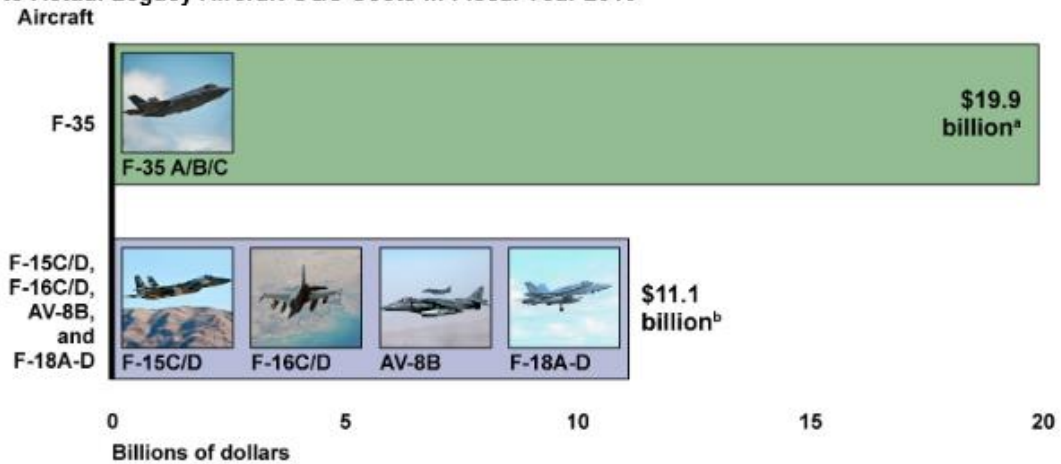 Aircraft
F-35
$19.9
billionᵃ
F-35 A/B/C
F-15C/D,
F-16C/D,
AV-8B,
and
F-18A-D
F-15C/D
F-16C/D
AV-8B
F-18A-D
$11.1
billionᵇ
0 5 10 15 20
Billions of dollars